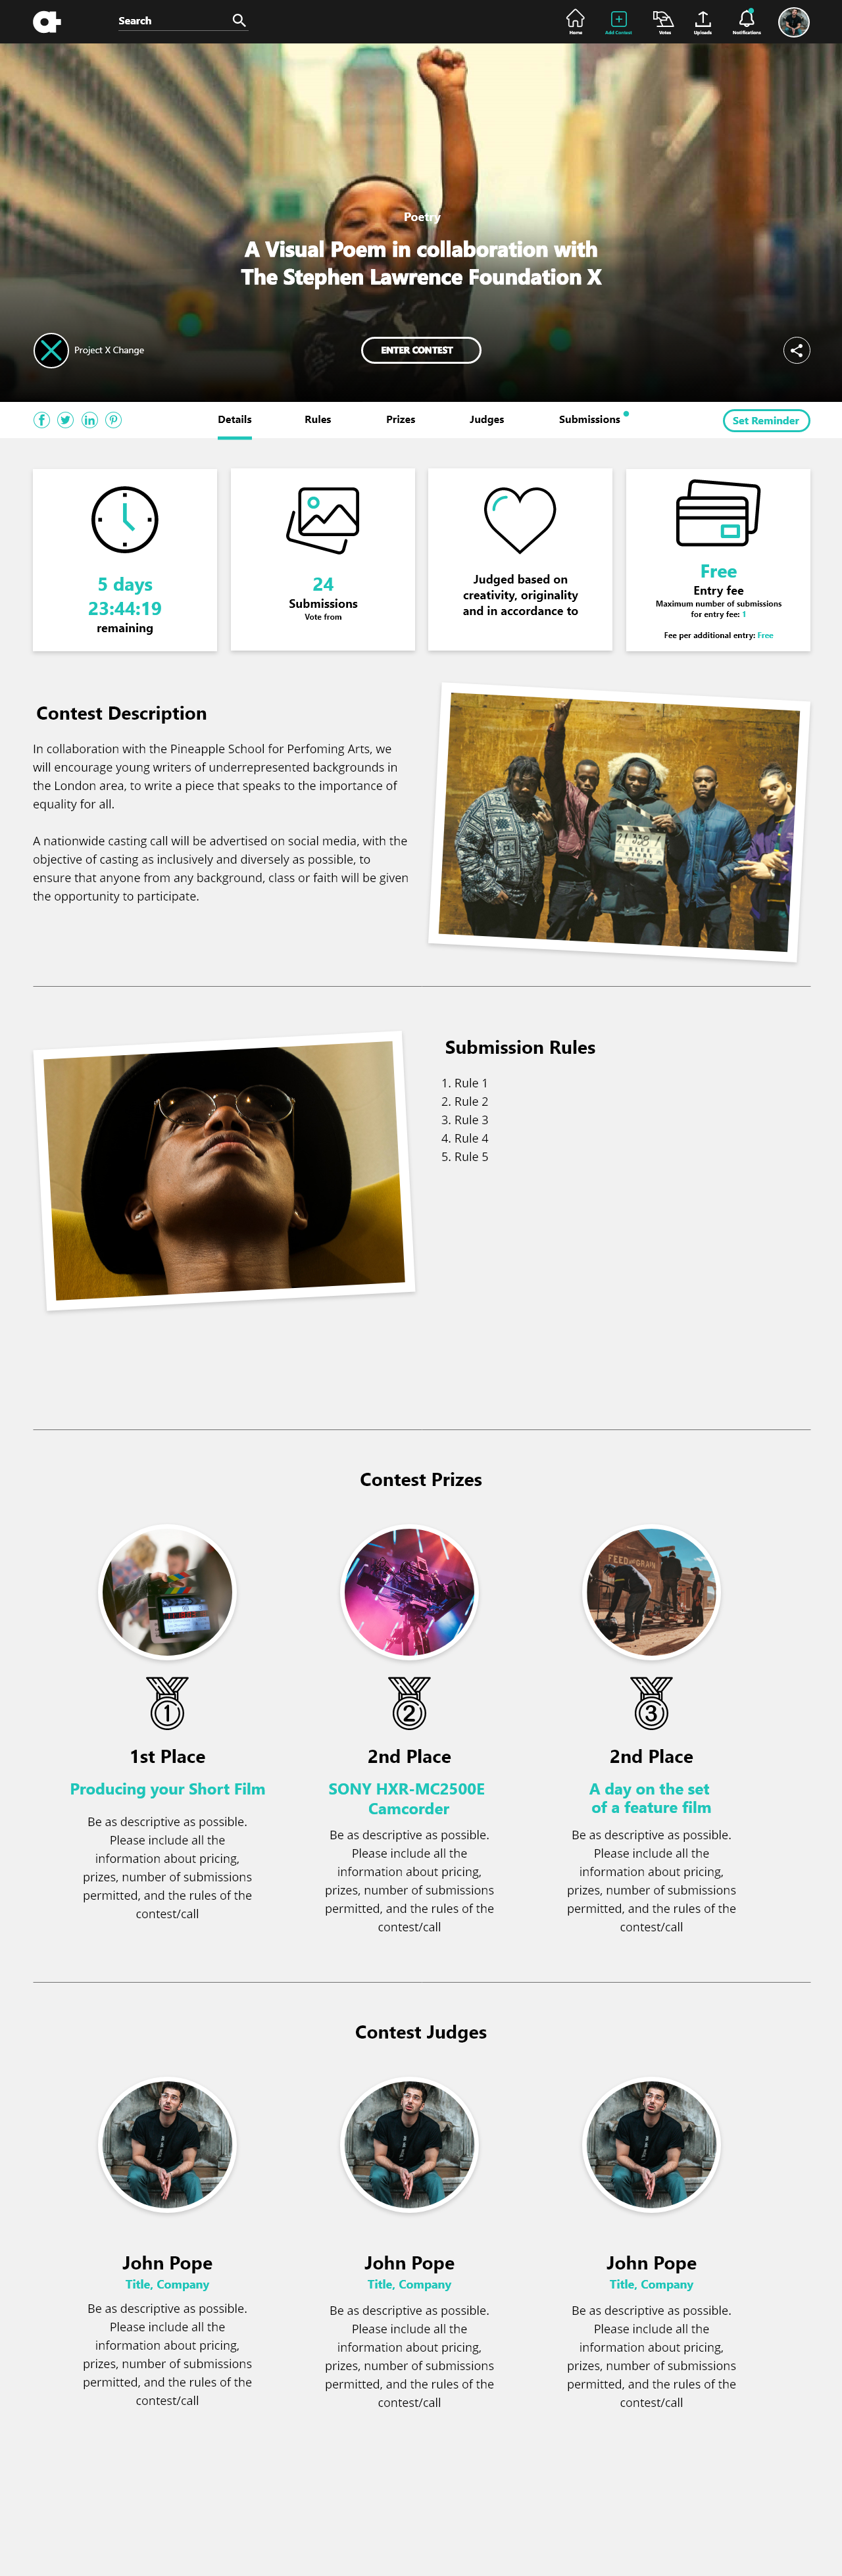 Search
Home
Add Contest
Votes
Uploads
Notifications
Poetry
A Visual Poem in collaboration with
The Stephen Lawrence Foundation X
Project X Change
ENTER CONTEST
Details
Rules
Prizes
Judges
Submissions
Set Reminder
5 days
23:44:19
remaining
24
Submissions
Vote from
Judged based on
creativity, originality
and in accordance to
Free
Entry fee
Maximum number of submissions
for entry fee: 1
Fee per additional entry: Free
Contest Description
In collaboration with the Pineapple School for Perfoming Arts, we
will encourage young writers of underrepresented backgrounds in
the London area, to write a piece that speaks to the importance of
equality for all.
A nationwide casting call will be advertised on social media, with the
objective of casting as inclusively and diversely as possible, to
ensure that anyone from any background, class or faith will be given
the opportunity to participate.
Submission Rules
1. Rule 1
2. Rule 2
3. Rule 3
4. Rule 4
5. Rule 5
Contest Prizes
FEED AND GRAIN
1
2
3
1st Place
2nd Place
2nd Place
Producing your Short Film
SONY HXR-MC2500E
Camcorder
A day on the set
of a feature film
Be as descriptive as possible.
Please include all the
information about pricing,
prizes, number of submissions
permitted, and the rules of the
contest/call
Be as descriptive as possible.
Please include all the
information about pricing,
prizes, number of submissions
permitted, and the rules of the
contest/call
Be as descriptive as possible.
Please include all the
information about pricing,
prizes, number of submissions
permitted, and the rules of the
contest/call
Contest Judges
John Pope
Title, Company
Be as descriptive as possible.
Please include all the
information about pricing,
prizes, number of submissions
permitted, and the rules of the
contest/call
John Pope
Title, Company
Be as descriptive as possible.
Please include all the
information about pricing,
prizes, number of submissions
permitted, and the rules of the
contest/call
John Pope
Title, Company
Be as descriptive as possible.
Please include all the
information about pricing,
prizes, number of submissions
permitted, and the rules of the
contest/call